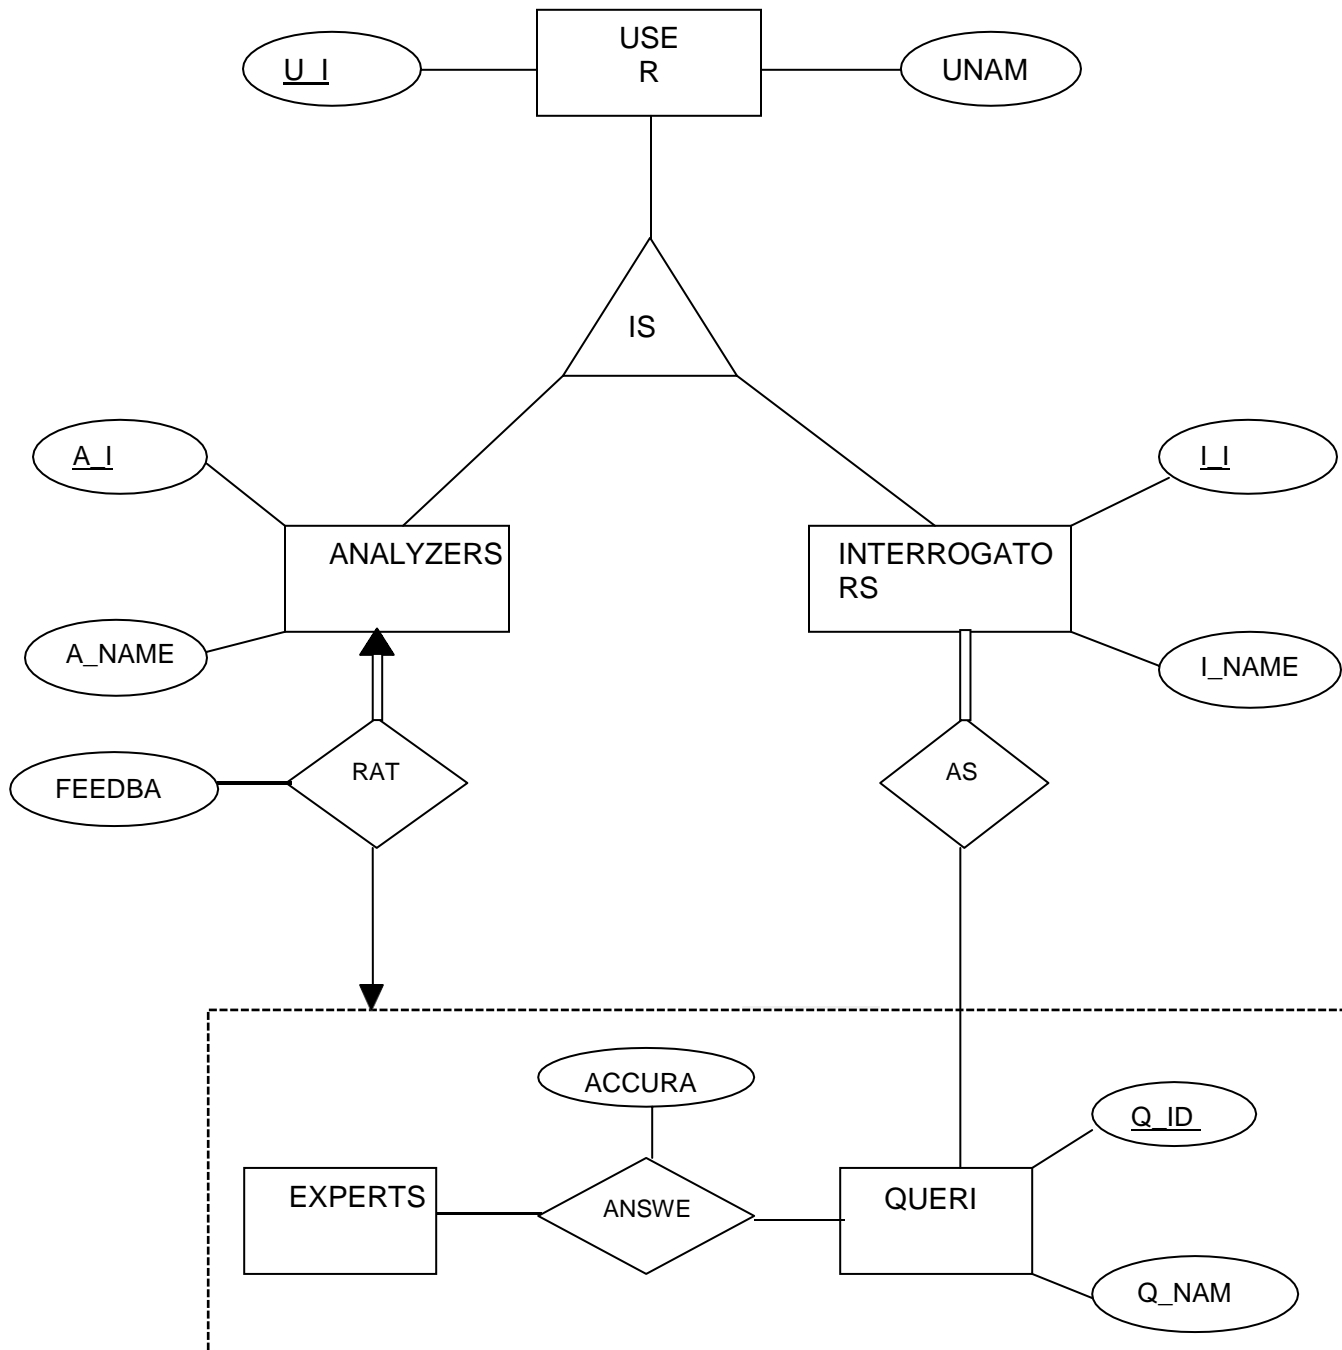 U_I
USE
R
UNAM
IS
A_I
I_I
ANALYZERS
INTERROGATO
RS
A_NAME
I_NAME
FEEDBA
RAT
AS
ACCURA
Q_ID
EXPERTS
ANSWE
QUERI
Q_NAM